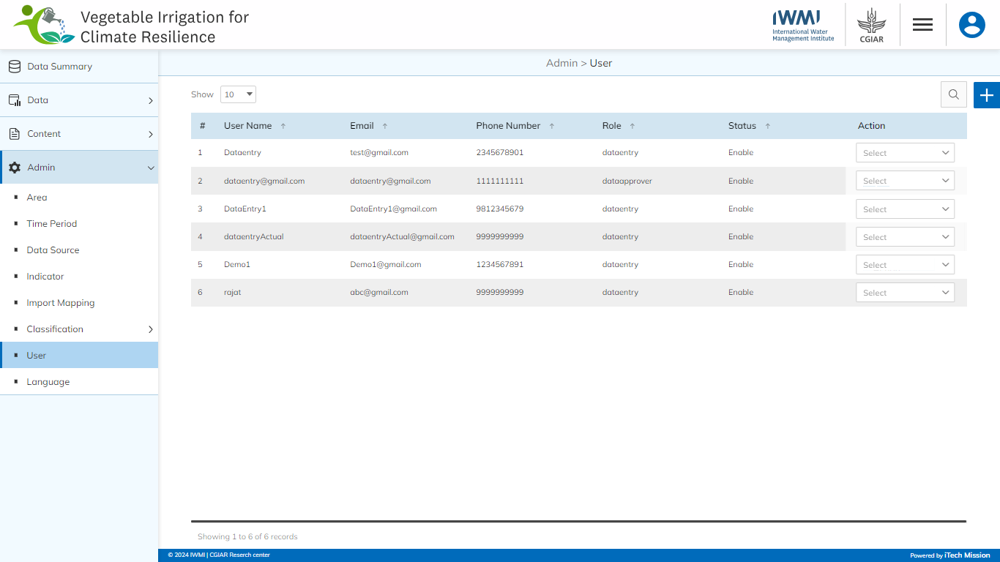 Vegetable Irrigation for
Climate Resilience
IWMI
International Water
Management Institute
CGIAR
Data Summary
Data
Content
Admin
Area
Time Period
Data Source
Indicator
Import Mapping
Classification
User
Language
Admin > User
Show 10
# User Name Email Phone Number Role Status Action
1 Dataentry test@gmail.com 2345678901 dataentry Enable Select
2 dataentry@gmail.com dataentry@gmail.com 1111111111 dataapprover Enable Select
3 DataEntry1 DataEntry1@gmail.com 9812345679 dataentry Enable Select
4 dataentryActual dataentryActual@gmail.com 9999999999 dataentry Enable Select
5 Demo1 Demo1@gmail.com 1234567891 dataentry Enable Select
6 rajat abc@gmail.com 9999999999 dataentry Enable Select
Showing 1 to 6 of 6 records
© 2024 IWMI | CGIAR Reserch center
Powered by iTech Mission